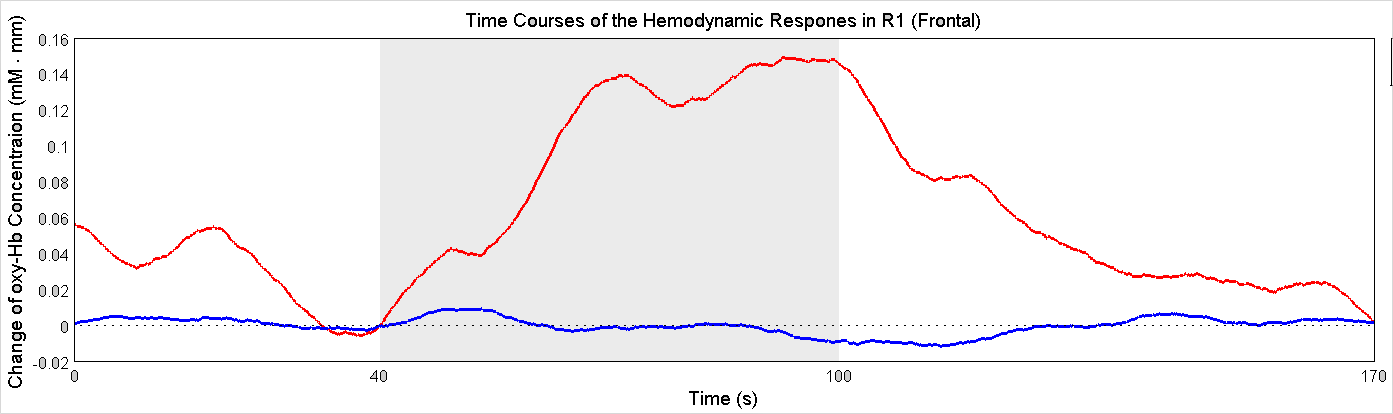 Time Courses of the Hemodynamic Respones in R1 (Frontal)
Change of oxy-Hb Concentraion (mM · mm)
0.16
0.14
0.12
0.1
0.08
0.06
0.04
0.02
0
-0.02
0 40 100 170
Time (s)